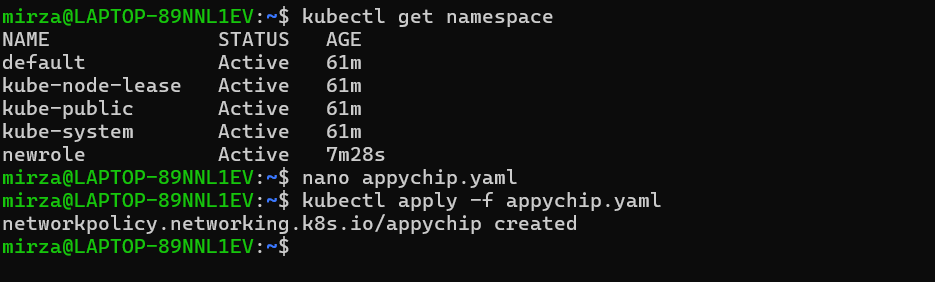 mirza@LAPTOP-89NNL1EV:~$ kubectl get namespace
NAME              STATUS   AGE
default           Active   61m
kube-node-lease   Active   61m
kube-public       Active   61m
kube-system       Active   61m
newrole           Active   7m28s
mirza@LAPTOP-89NNL1EV:~$ nano appychip.yaml
mirza@LAPTOP-89NNL1EV:~$ kubectl apply -f appychip.yaml
networkpolicy.networking.k8s.io/appychip created
mirza@LAPTOP-89NNL1EV:~$